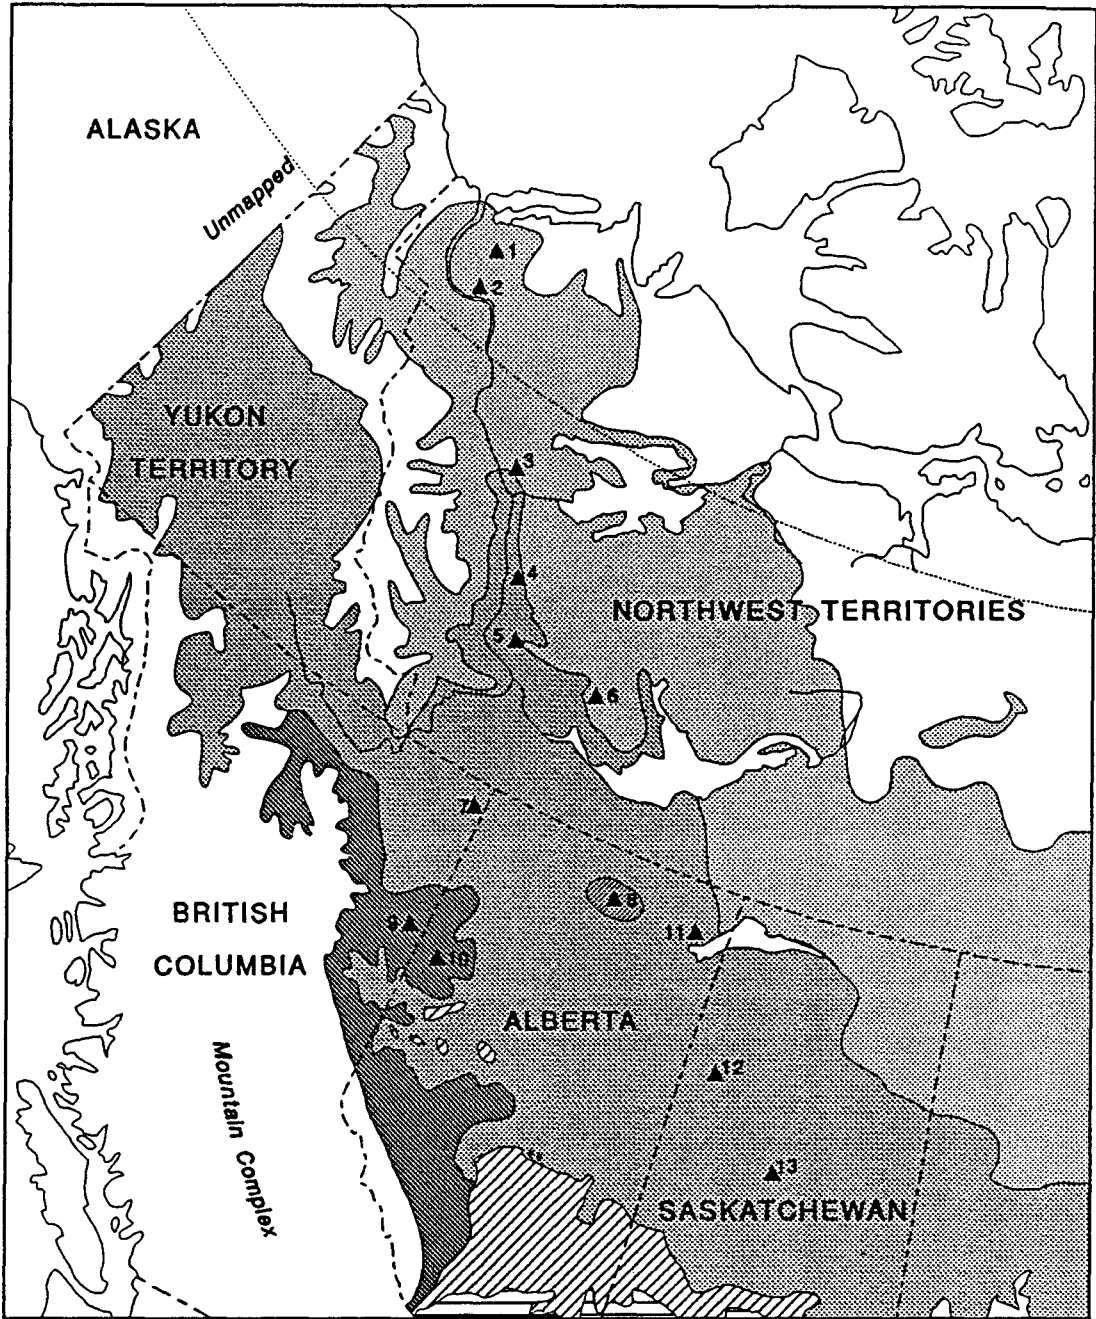 ALASKA
Unmapped
1
2
YUKON
TERRITORY
3
4
NORTHWEST TERRITORIES
5
6
7
8
BRITISH
COLUMBIA
9
11
10
ALBERTA
Mountain Complex
12
13
SASKATCHEWAN